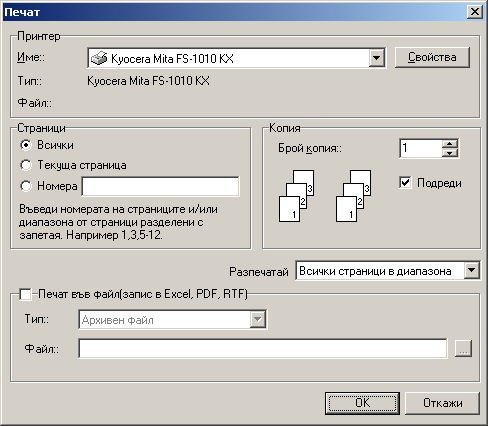 Печат
Принтер
Име::
Kyocera Mita FS-1010 KX
Свойства
Тип::
Kyocera Mita FS-1010 KX
Файл::
Страници
Всички
Текуща страница
Номера
Въведи номерата на страниците и/или
диапазона от страници разделени с
запетая. Например 1,3,5-12.
Копия
Брой копия::
1
3
2
1
3
2
1
Подреди
Разпечатай
Всички страници в диапазона
Печат във файл(запис в Excel, PDF, RTF)
Тип::
Архивен файл
Файл::
...
OK
Откажи